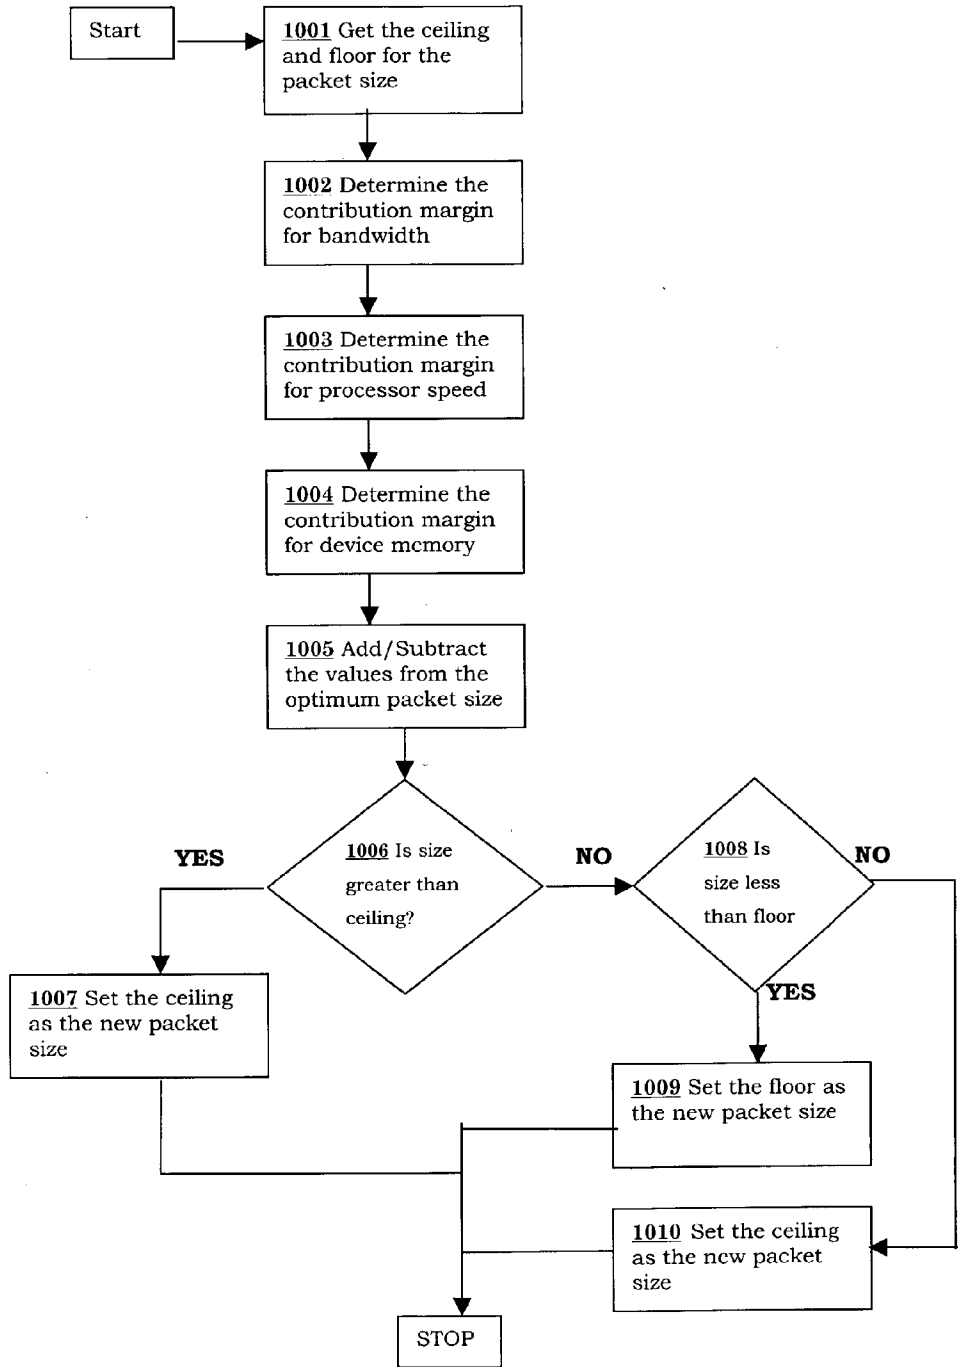 Start
1001 Get the ceiling
and floor for the
packet size
1002 Determine the
contribution margin
for bandwidth
1003 Determine the
contribution margin
for processor speed
1004 Determine the
contribution margin
for device memory
1005 Add/Subtract
the values from the
optimum packet size
1006 Is size
greater than
ceiling?
YES
NO
1008 Is
size less
than floor
NO
YES
1007 Set the ceiling
as the new packet
size
1009 Set the floor as
the new packet size
1010 Set the ceiling
as the new packet
size
STOP